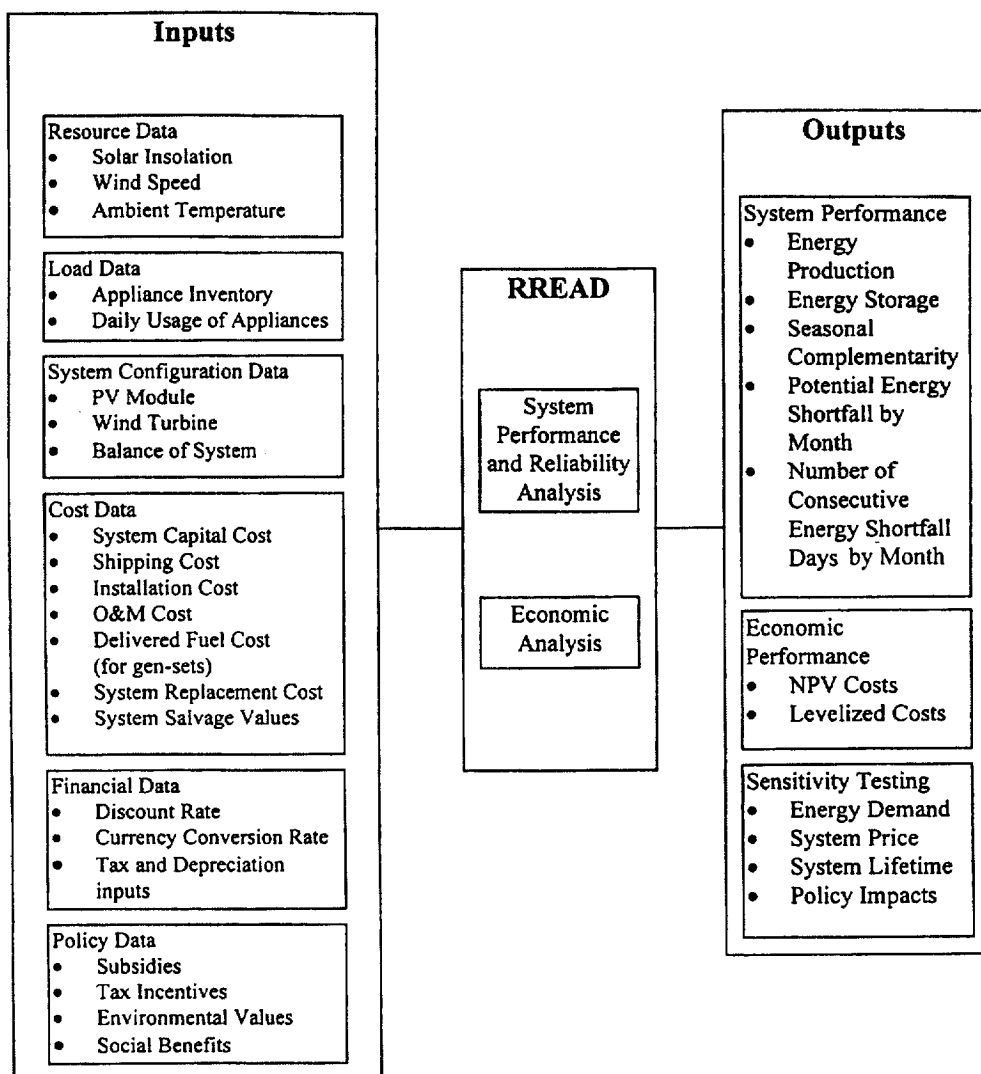 Inputs
Resource Data
• Solar Insolation
• Wind Speed
• Ambient Temperature
Load Data
• Appliance Inventory
• Daily Usage of Appliances
System Configuration Data
• PV Module
• Wind Turbine
• Balance of System
Cost Data
• System Capital Cost
• Shipping Cost
• Installation Cost
• O&M Cost
• Delivered Fuel Cost
(for gen-sets)
• System Replacement Cost
• System Salvage Values
Financial Data
• Discount Rate
• Currency Conversion Rate
• Tax and Depreciation
inputs
Policy Data
• Subsidies
• Tax Incentives
• Environmental Values
• Social Benefits
RREAD
System
Performance
and Reliability
Analysis
Economic
Analysis
Outputs
System Performance
• Energy
Production
• Energy Storage
• Seasonal
Complementarity
• Potential Energy
Shortfall by
Month
• Number of
Consecutive
Energy Shortfall
Days by Month
Economic
Performance
• NPV Costs
• Levelized Costs
Sensitivity Testing
• Energy Demand
• System Price
• System Lifetime
• Policy Impacts